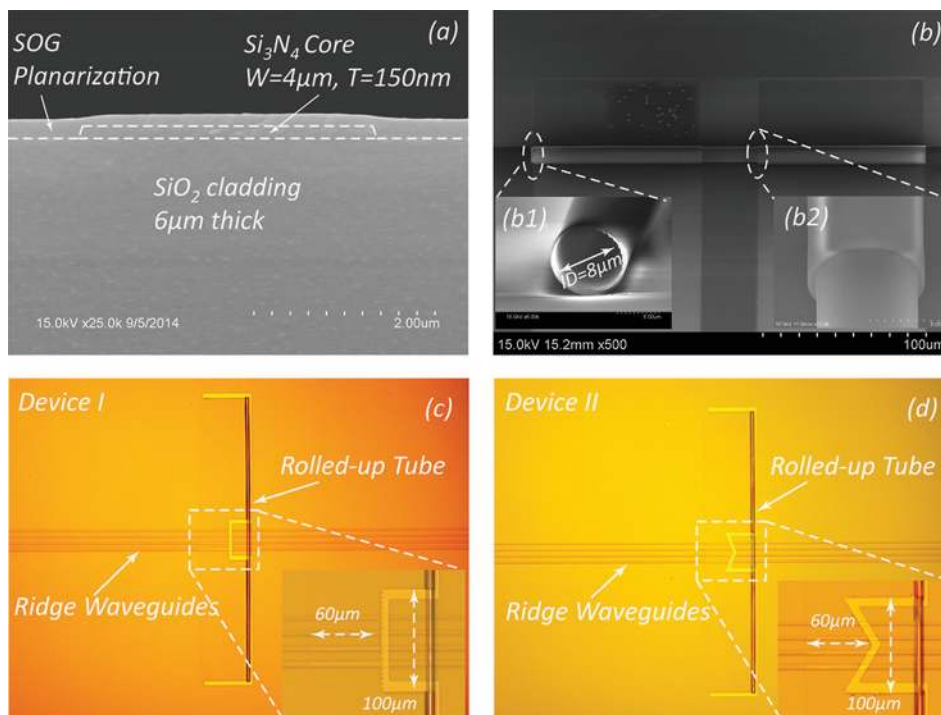 (a)
SOG
Planarization
Si₃N₄ Core
W=4μm, T=150nm
SiO₂ cladding
6μm thick
15.0kV x25.0k 9/5/2014
2.00um
(b)
(b1)
ID=8μm
(b2)
15.0kV 15.2mm x500
100μm
Device I
(c)
Rolled-up Tube
Ridge Waveguides
60μm
100μm
Device II
(d)
Rolled-up Tube
Ridge Waveguides
60μm
100μm